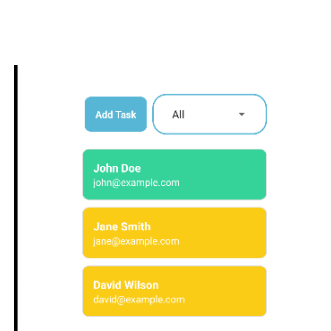 Add Task
All
John Doe
john@example.com
Jane Smith
jane@example.com
David Wilson
david@example.com